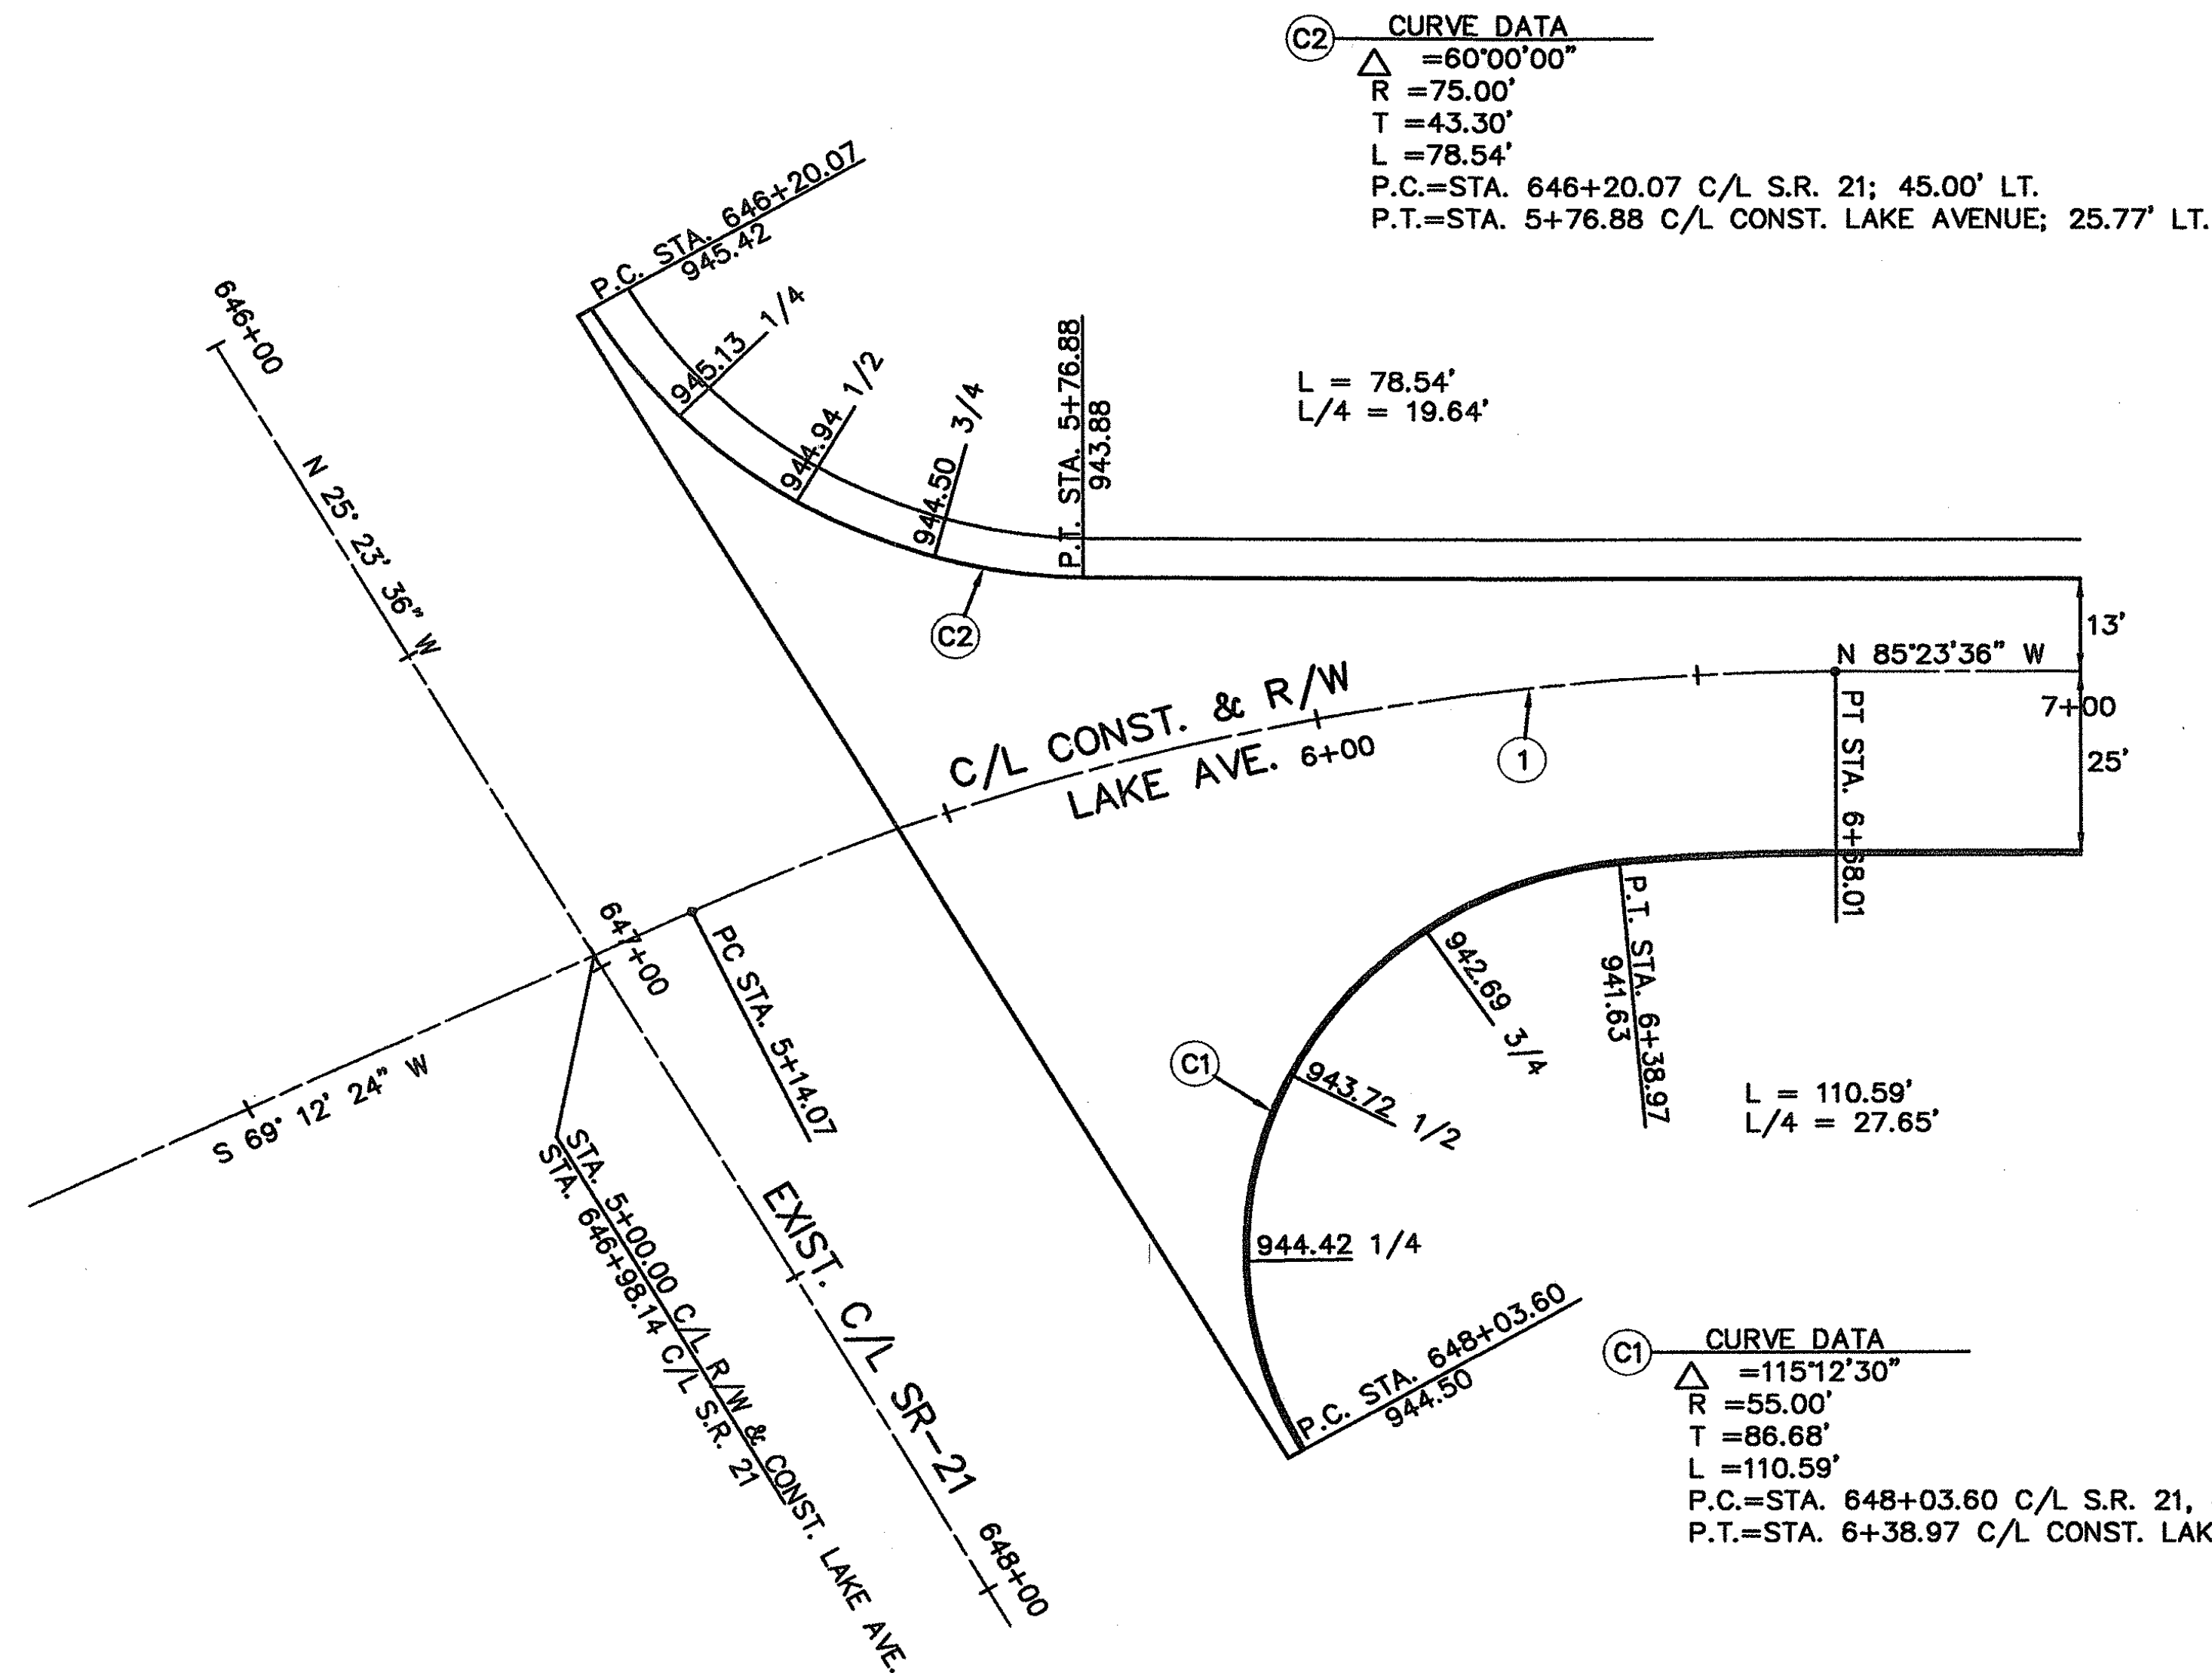 C2 CURVE DATA
△ =60°00'00"
R =75.00'
T =43.30'
L =78.54'
P.C.=STA. 646+20.07 C/L S.R. 21; 45.00' LT.
P.T.=STA. 5+76.88 C/L CONST. LAKE AVENUE; 25.77' LT.
P.C. STA. 646+20.07
945.42
646+00
945.13 1/4
944.94 1/2
944.50 3/4
P.T. STA. 5+76.88
943.88
L = 78.54'
L/4 = 19.64'
N 25° 23' 36" W
C2
13'
N 85°23'36" W
7+00
25'
PT STA. 6+68.01
C/L CONST. & R/W
LAKE AVE.
6+00
1
647+00
PC STA. 5+14.07
S 69° 12' 24" W
STA. 5+00.00 C/L R/W & CONST. LAKE AVE.
STA. 646+98.14 C/L S.R. 21
EXIST. C/L SR-21
648+00
P.T. STA. 6+38.97
941.63
942.69 3/4
943.72 1/2
C1
944.42 1/4
L = 110.59'
L/4 = 27.65'
P.C. STA. 648+03.60
944.50
C1 CURVE DATA
△ =115°12'30"
R =55.00'
T =86.68'
L =110.59'
P.C.=STA. 648+03.60 C/L S.R. 21,
P.T.=STA. 6+38.97 C/L CONST.